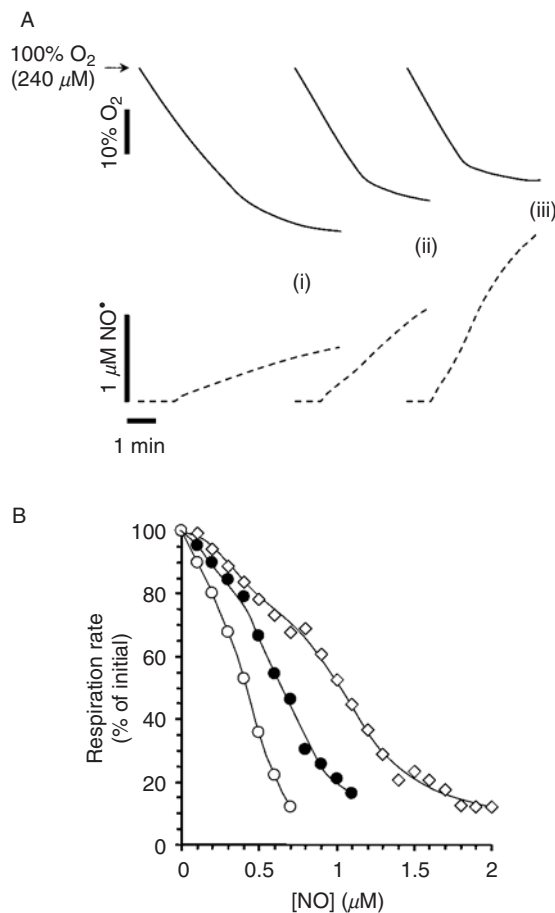 A
100% O₂
(240 μM)
10% O₂
(i)
(ii)
(iii)
1 μM NO•
1 min
B
Respiration rate
(% of initial)
100
80
60
40
20
0
0
0.5
1
1.5
2
[NO] (μM)